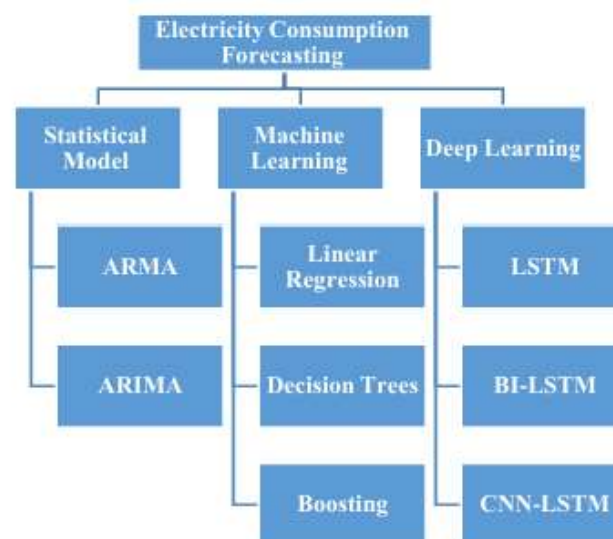 Electricity Consumption
Forecasting
Statistical
Model
Machine
Learning
Deep Learning
ARMA
Linear
Regression
LSTM
ARIMA
Decision Trees
BI-LSTM
Boosting
CNN-LSTM